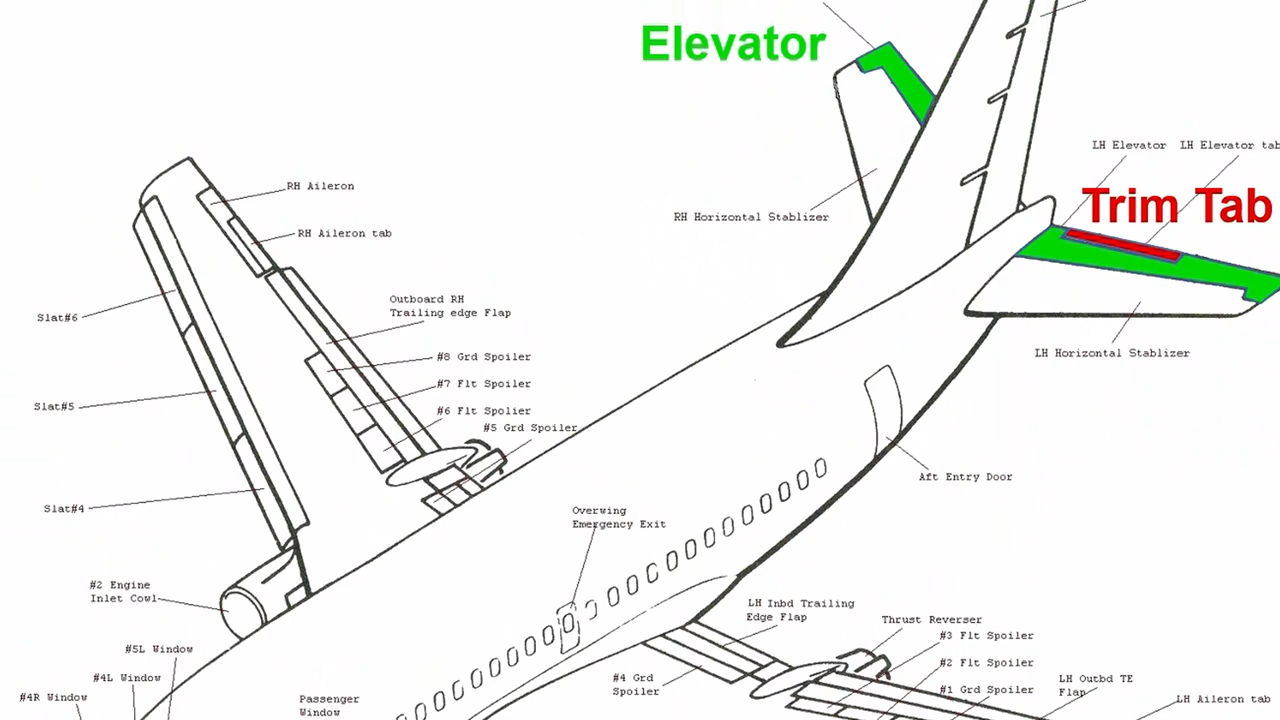 Elevator
LH Elevator
LH Elevator tab
RH Aileron
Trim Tab
RH Horizontal Stablizer
RH Aileron tab
Outboard RH
Trailing edge Flap
Slat#6
#8 Grd Spoiler
LH Horizontal Stablizer
#7 Flt Spoiler
Slat#5
#6 Flt Spolier
#5 Grd Spoiler
Aft Entry Door
Slat#4
Overwing
Emergency Exit
#2 Engine
Inlet Cowl
LH Inbd Trailing
Edge Flap
Thrust Reverser
#3 Flt Spoiler
#5L Window
#2 Flt Spoiler
#4L Window
#4 Grd
Spoiler
#1 Grd Spoiler
LH Outbd TE
Flap
#4R Window
Passenger
Window
LH Aileron tab